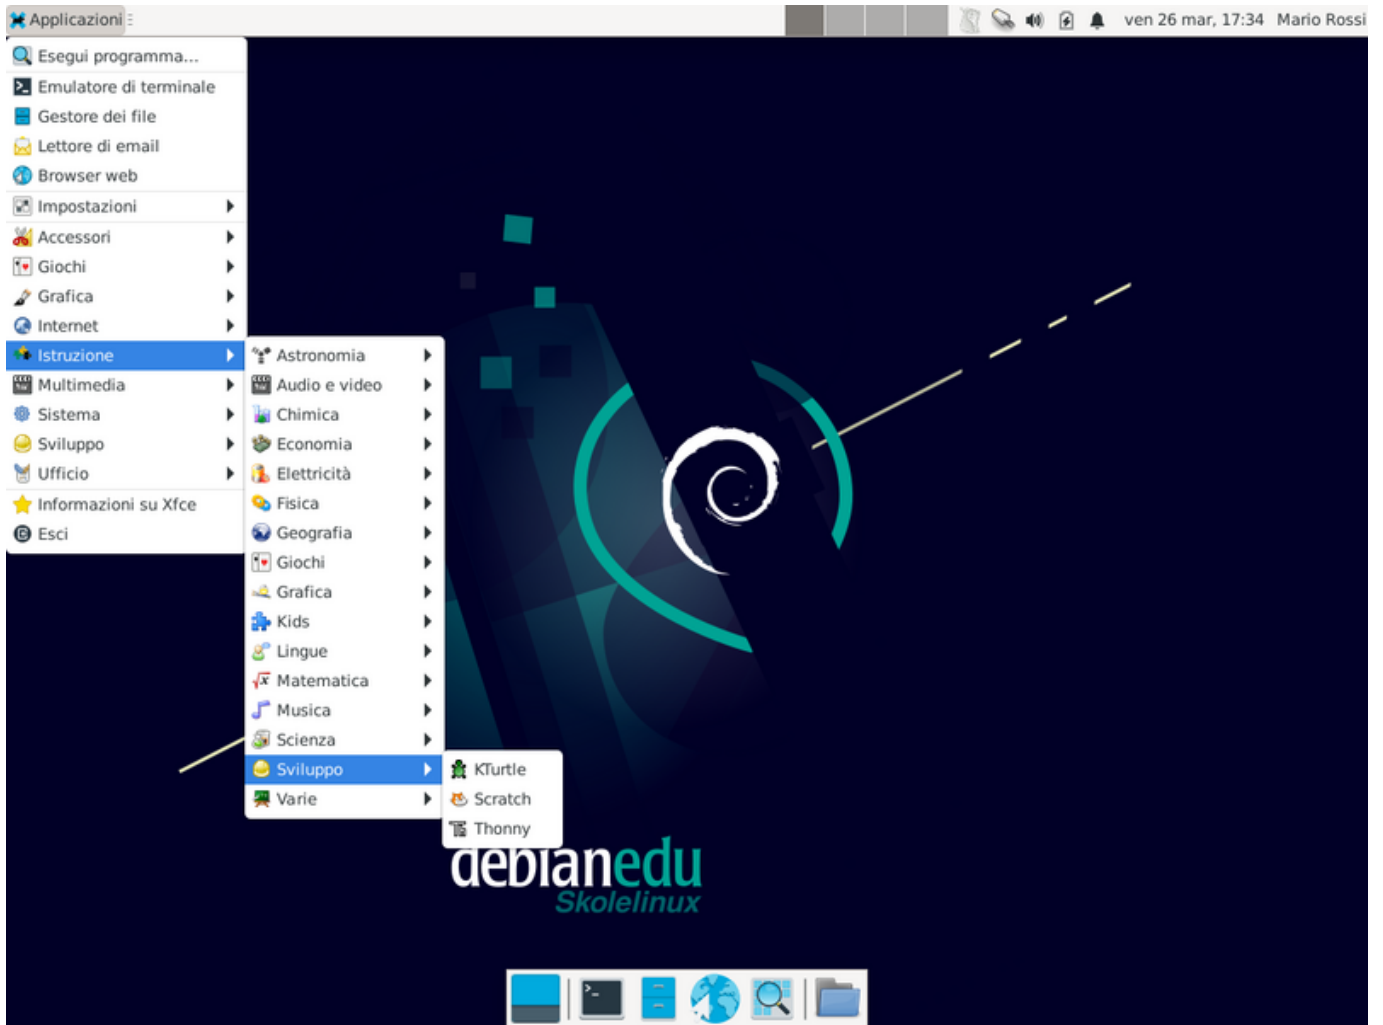 Applicazioni
ven 26 mar, 17:34 Mario Rossi
Esegui programma...
Emulatore di terminale
Gestore dei file
Lettore di email
Browser web
Impostazioni
Accessori
Giochi
Grafica
Internet
Istruzione
Multimedia
Sistema
Sviluppo
Ufficio
Informazioni su Xfce
Esci
Astronomia
Audio e video
Chimica
Economia
Elettricità
Fisica
Geografia
Giochi
Grafica
Kids
Lingue
Matematica
Musica
Scienza
Sviluppo
Varie
KTurtle
Scratch
Thonny
debianedu
Skolelinux